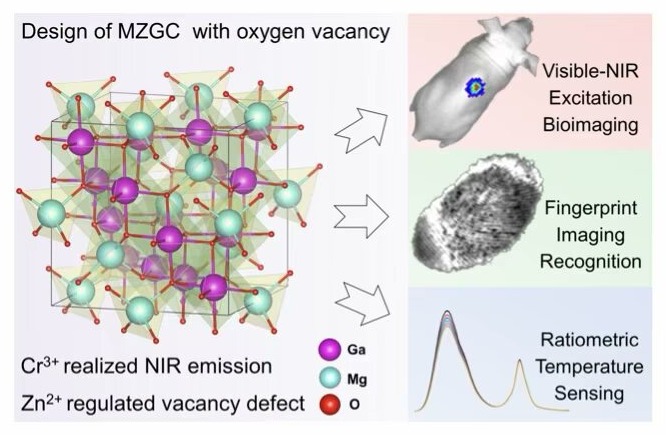 Design of MZGC with oxygen vacancy
Visible-NIR
Excitation
Bioimaging
Fingerprint
Imaging
Recognition
Ratiometric
Temperature
Sensing
Ga
Mg
O
Cr³⁺ realized NIR emission
Zn²⁺ regulated vacancy defect